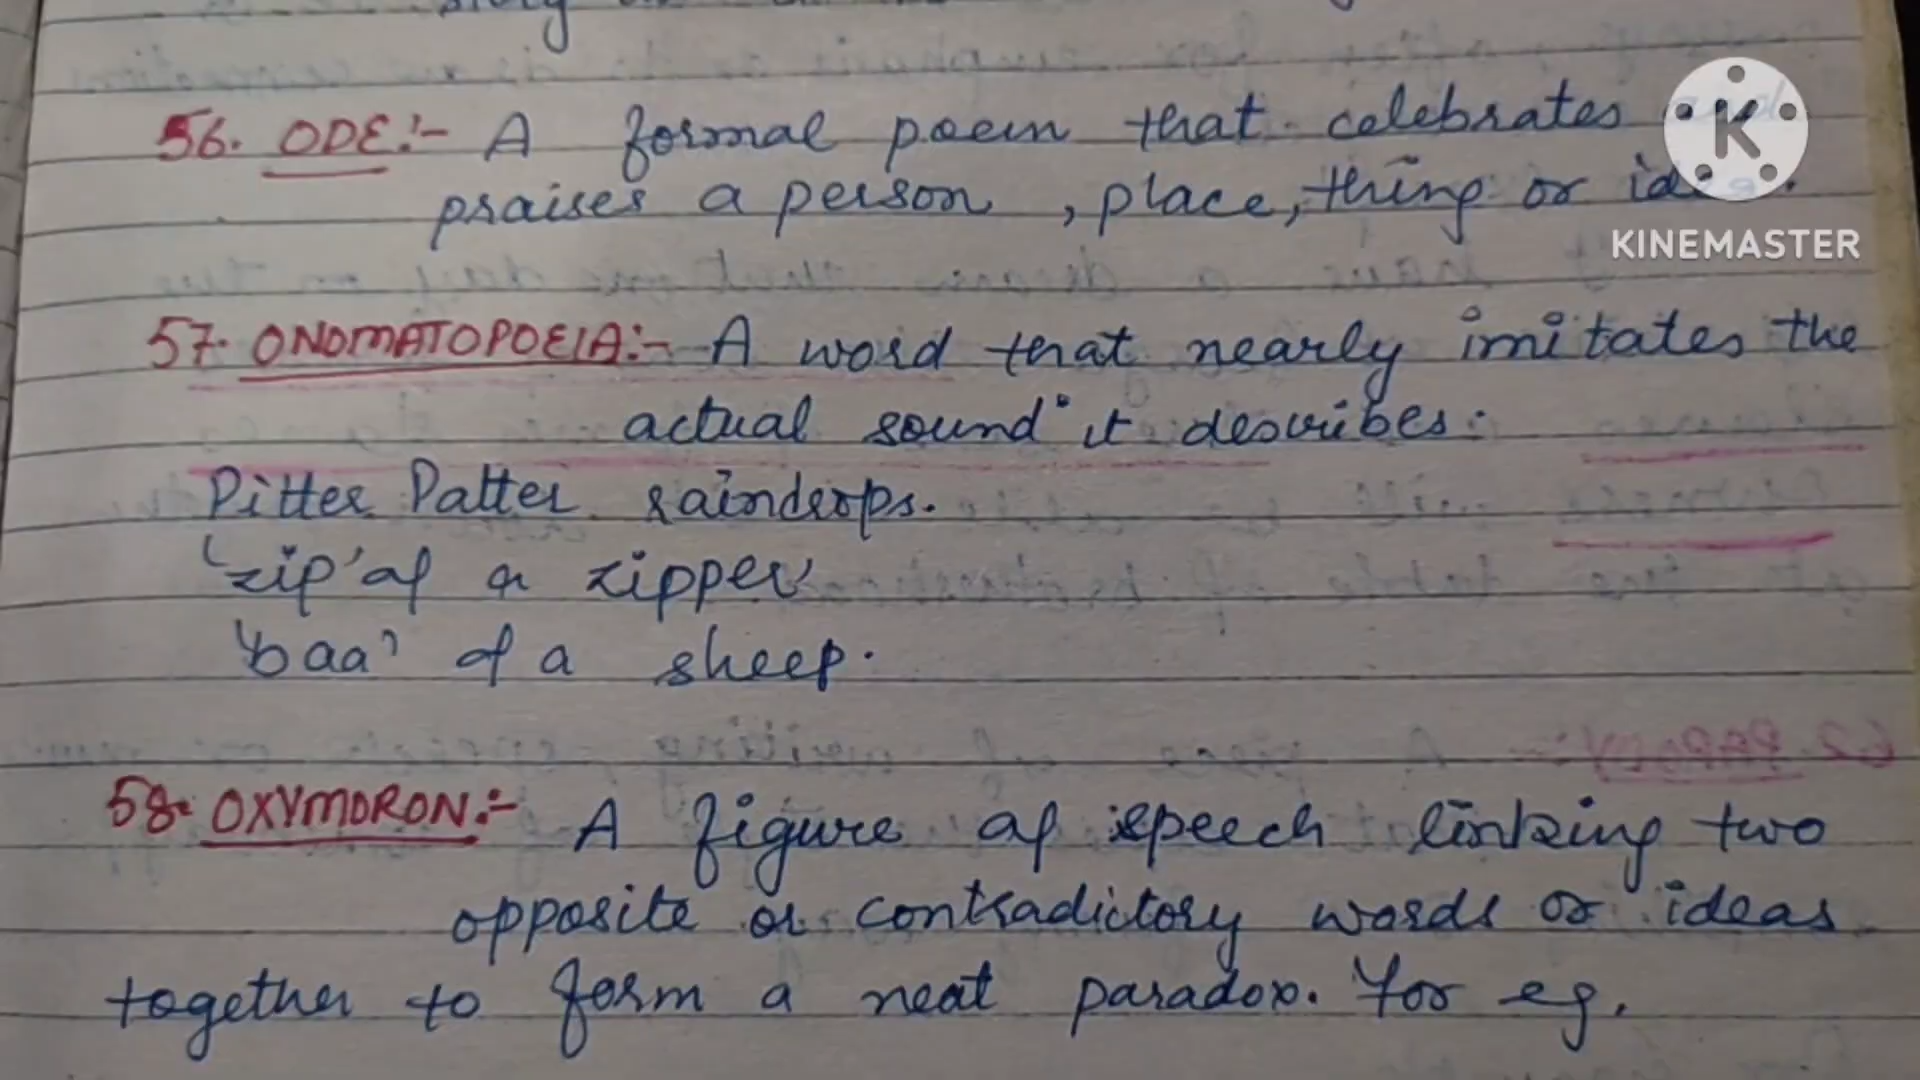 56. ODE:- A formal poem that celebrates and
praises a person, place, thing or idea.
KINEMASTER
57. ONOMATOPOEIA:- A word that nearly imitates the
actual sound it describes.
Pitter Patter raindrops.
'zip' of a zipper
'baa' of a sheep.
58. OXYMORON:- A figure of speech linking two
opposite or contradictory words or ideas
together to form a neat paradox. For eg.